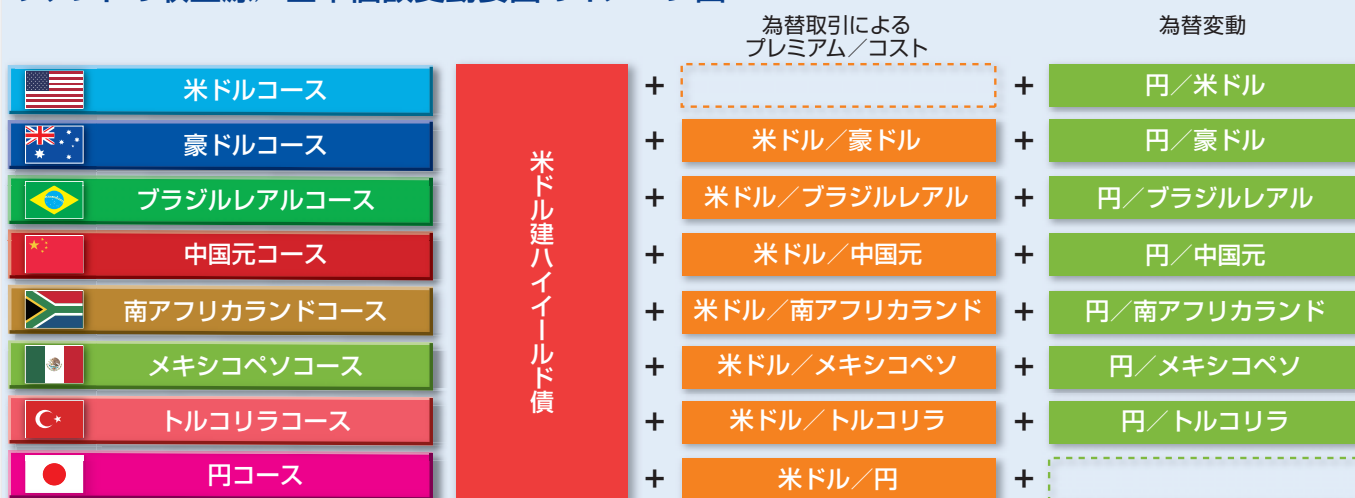 為替取引による
プレミアム／コスト
為替変動
米ドルコース
米ドル建ハイイールド債
+
+
円／米ドル
豪ドルコース
+
米ドル／豪ドル
+
円／豪ドル
ブラジルレアルコース
+
米ドル／ブラジルレアル
+
円／ブラジルレアル
中国元コース
+
米ドル／中国元
+
円／中国元
南アフリカランドコース
+
米ドル／南アフリカランド
+
円／南アフリカランド
メキシコペソコース
+
米ドル／メキシコペソ
+
円／メキシコペソ
トルコリラコース
+
米ドル／トルコリラ
+
円／トルコリラ
円コース
+
米ドル／円
+